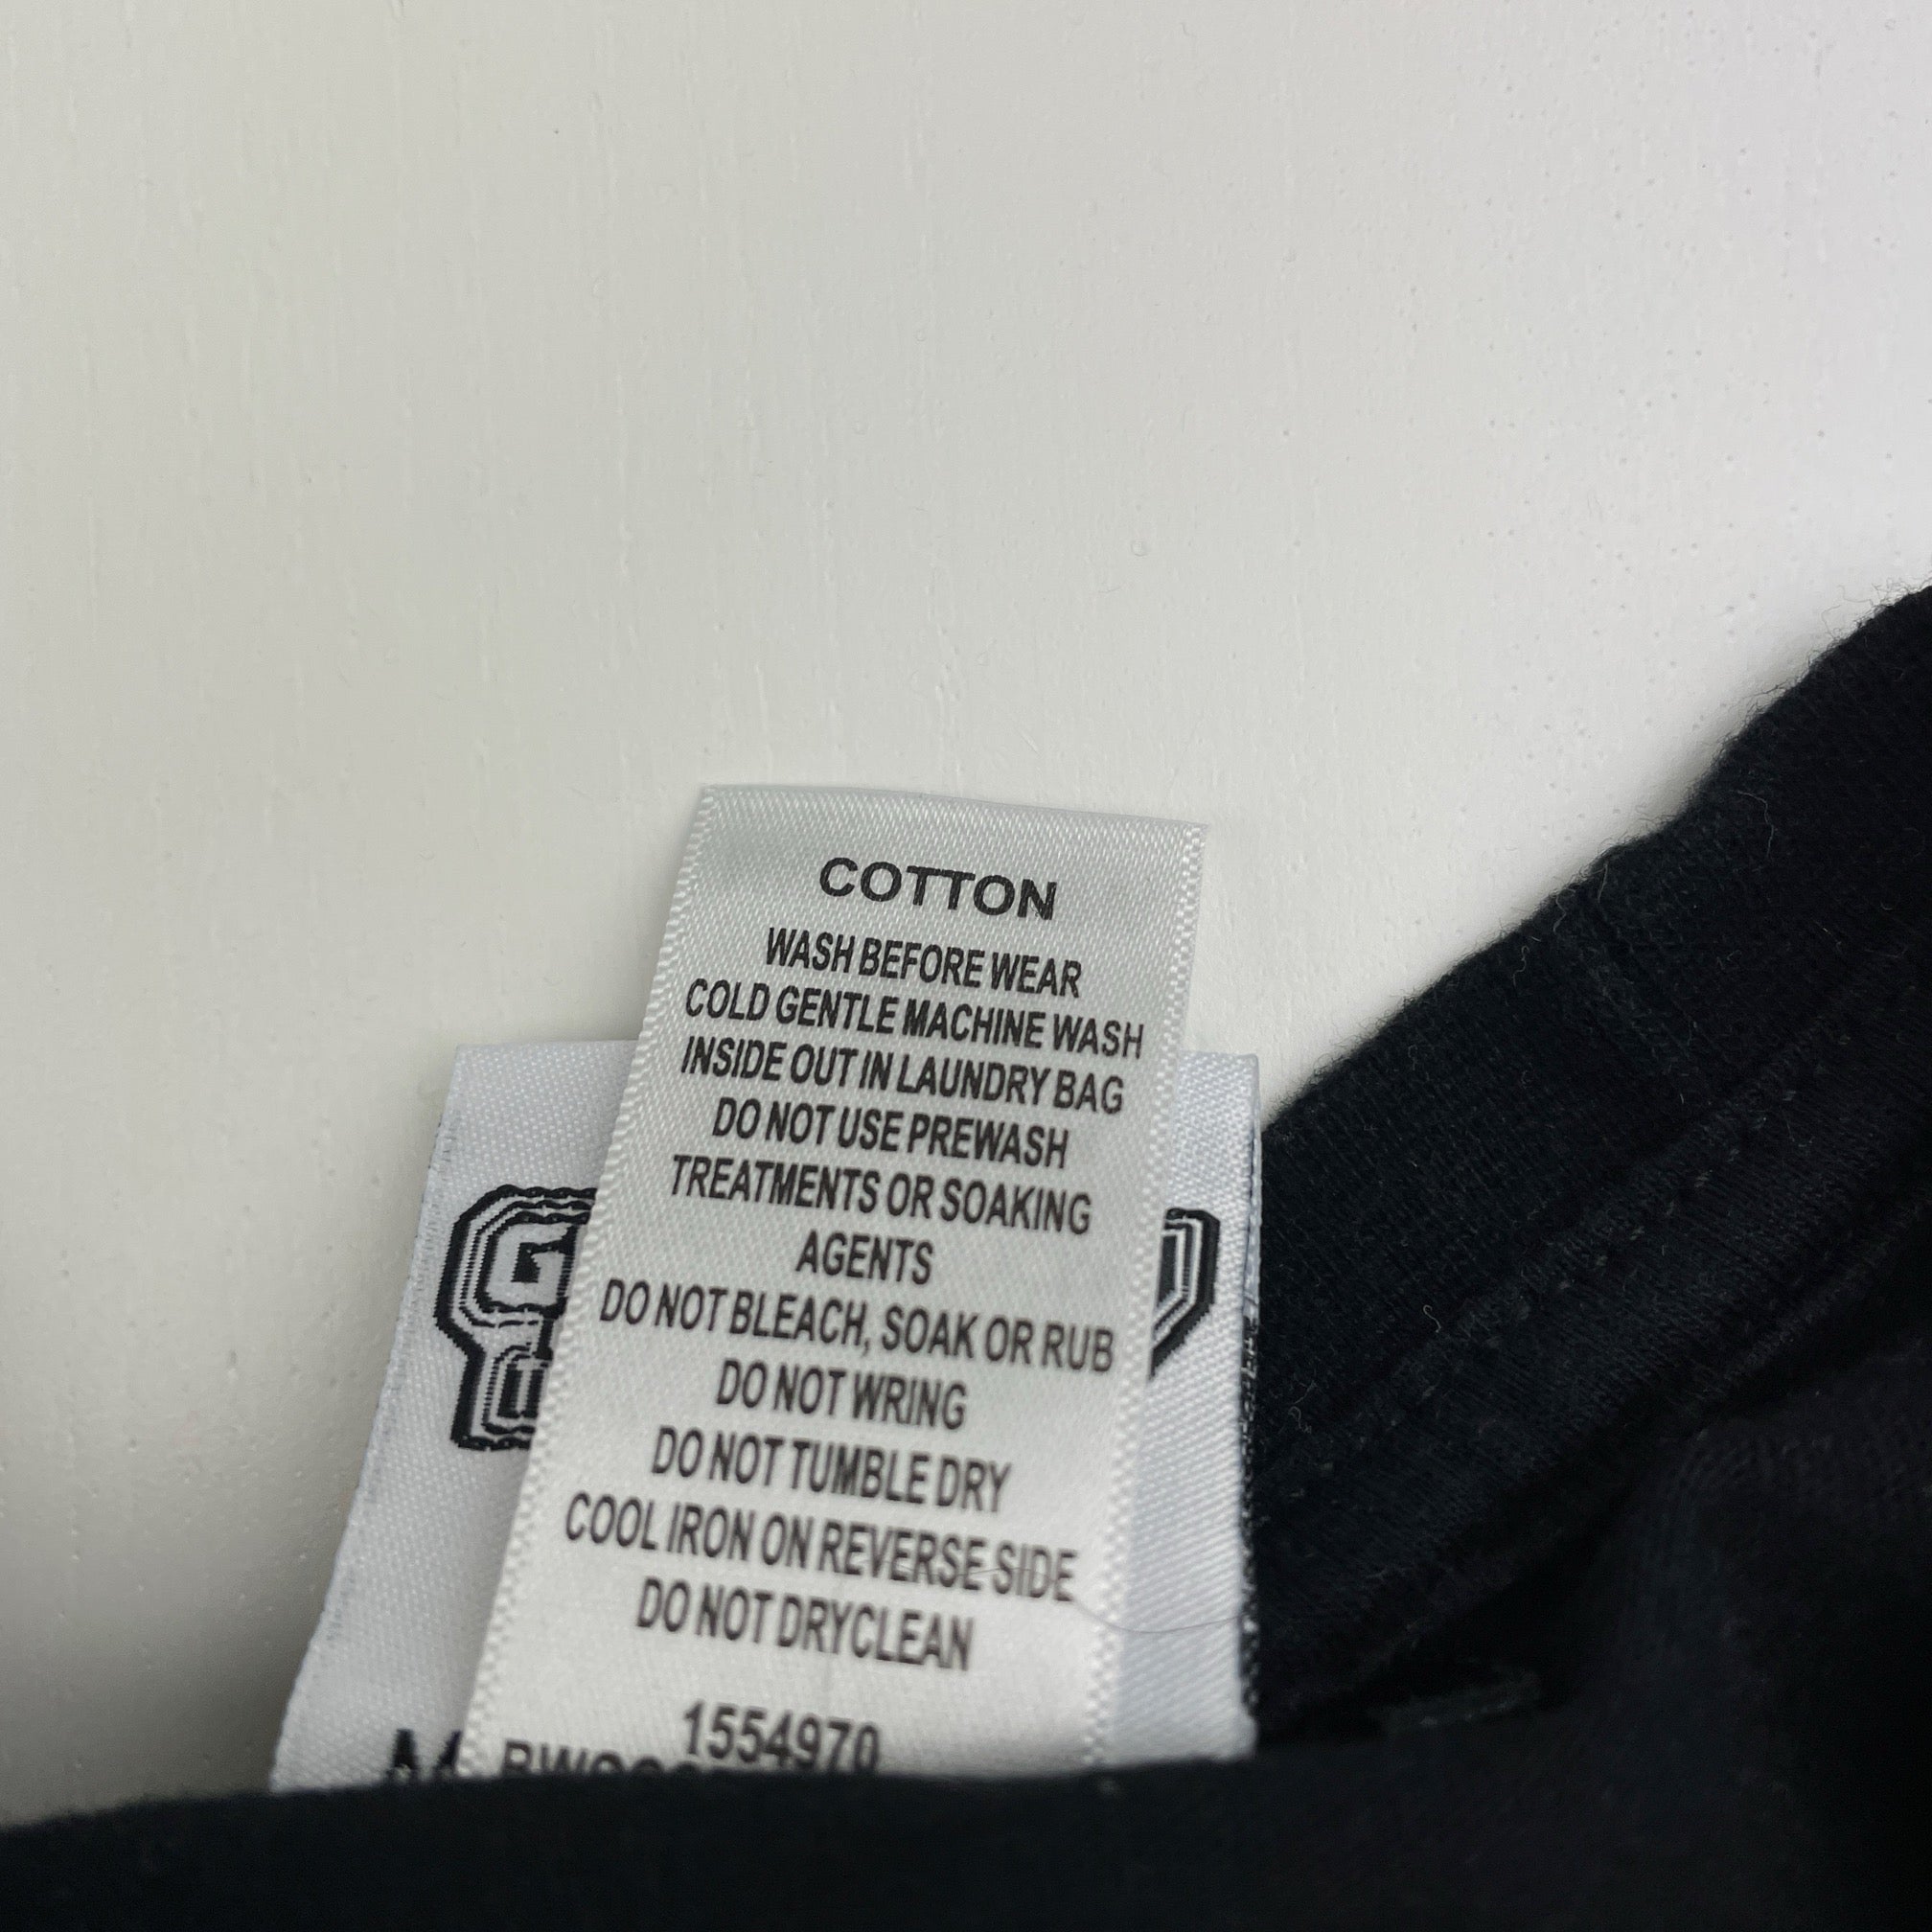 COTTON
WASH BEFORE WEAR
COLD GENTLE MACHINE WASH
INSIDE OUT IN LAUNDRY BAG
DO NOT USE PREWASH
TREATMENTS OR SOAKING
AGENTS
DO NOT BLEACH, SOAK OR RUB
DO NOT WRING
DO NOT TUMBLE DRY
COOL IRON ON REVERSE SIDE
DO NOT DRYCLEAN
1554970
M